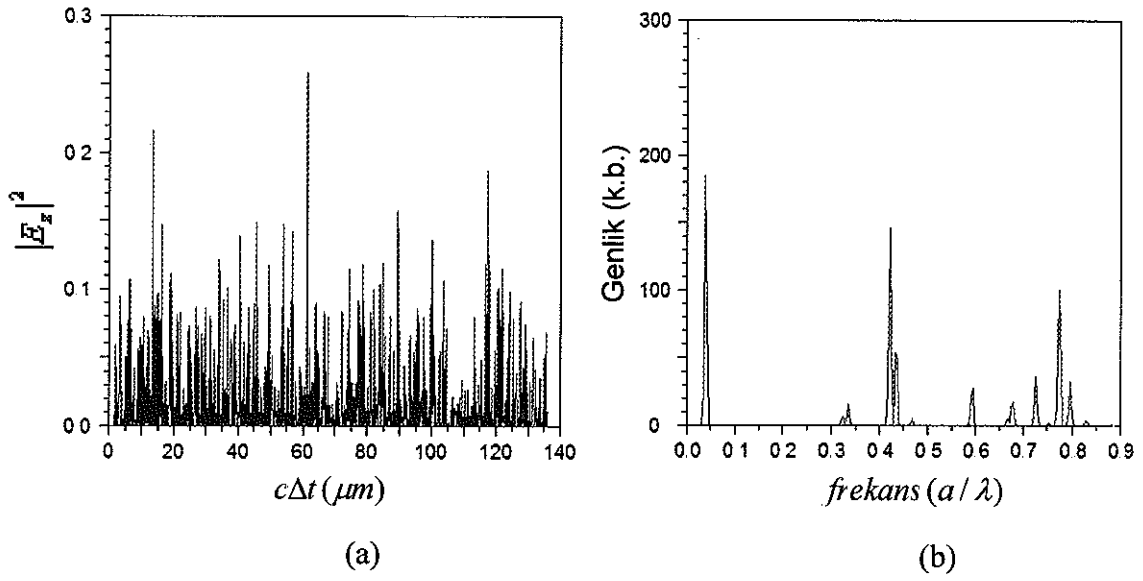 0.3
0 2
0.1
0 0
|E_z|^2
0 20 40 60 80 100 120 140
cΔt (μm)
(a)
300
200
100
0
Genlik (k.b.)
0 0 0 1 0 2 0 3 0.4 0 5 0.6 0.7 0.8 0.9
frekans (a / λ)
(b)